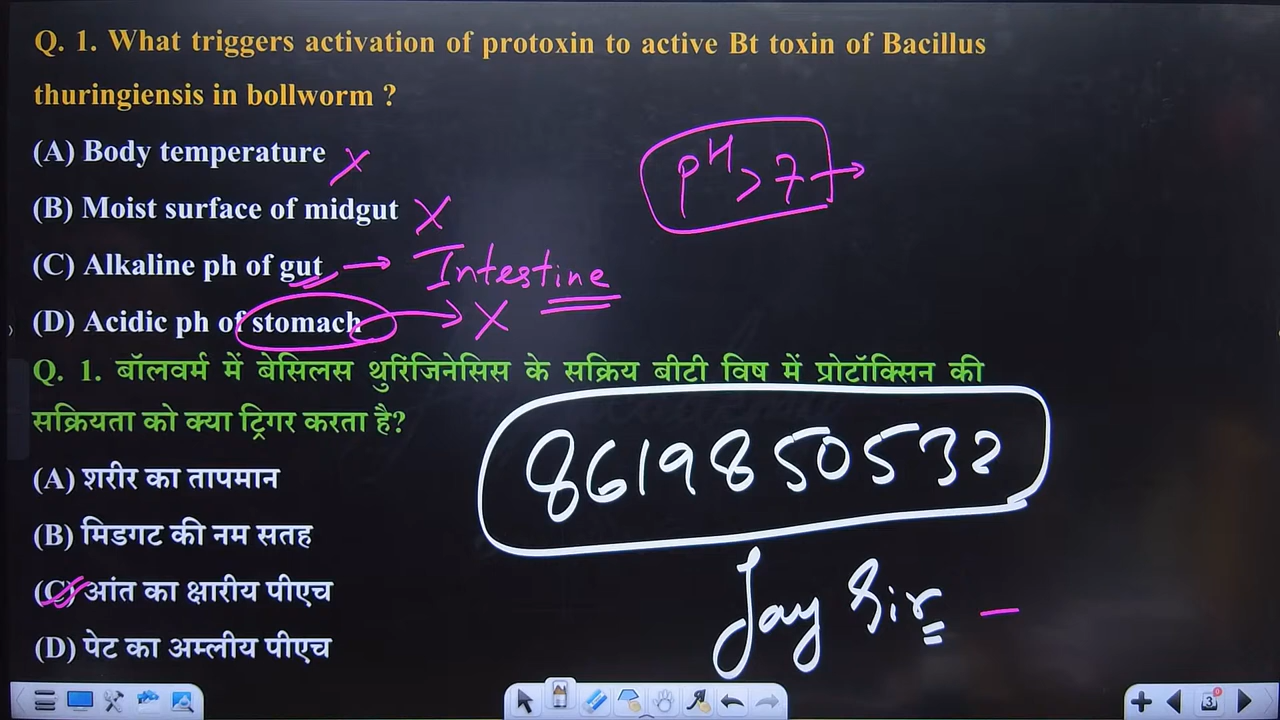 Q. 1. What triggers activation of protoxin to active Bt toxin of Bacillus
thuringiensis in bollworm ?
(A) Body temperature X
(B) Moist surface of midgut X
(C) Alkaline ph of gut → Intestine
(D) Acidic ph of stomach → X
pH > 7 →
Q. 1. बॉलवर्म में बेसिलस थुरिंजिनेसिस के सक्रिय बीटी विष में प्रोटॉक्सिन की
सक्रियता को क्या ट्रिगर करता है?
(A) शरीर का तापमान
(B) मिडगट की नम सतह
(C) आंत का क्षारीय पीएच
(D) पेट का अम्लीय पीएच
8619850532
Jay Sir
3